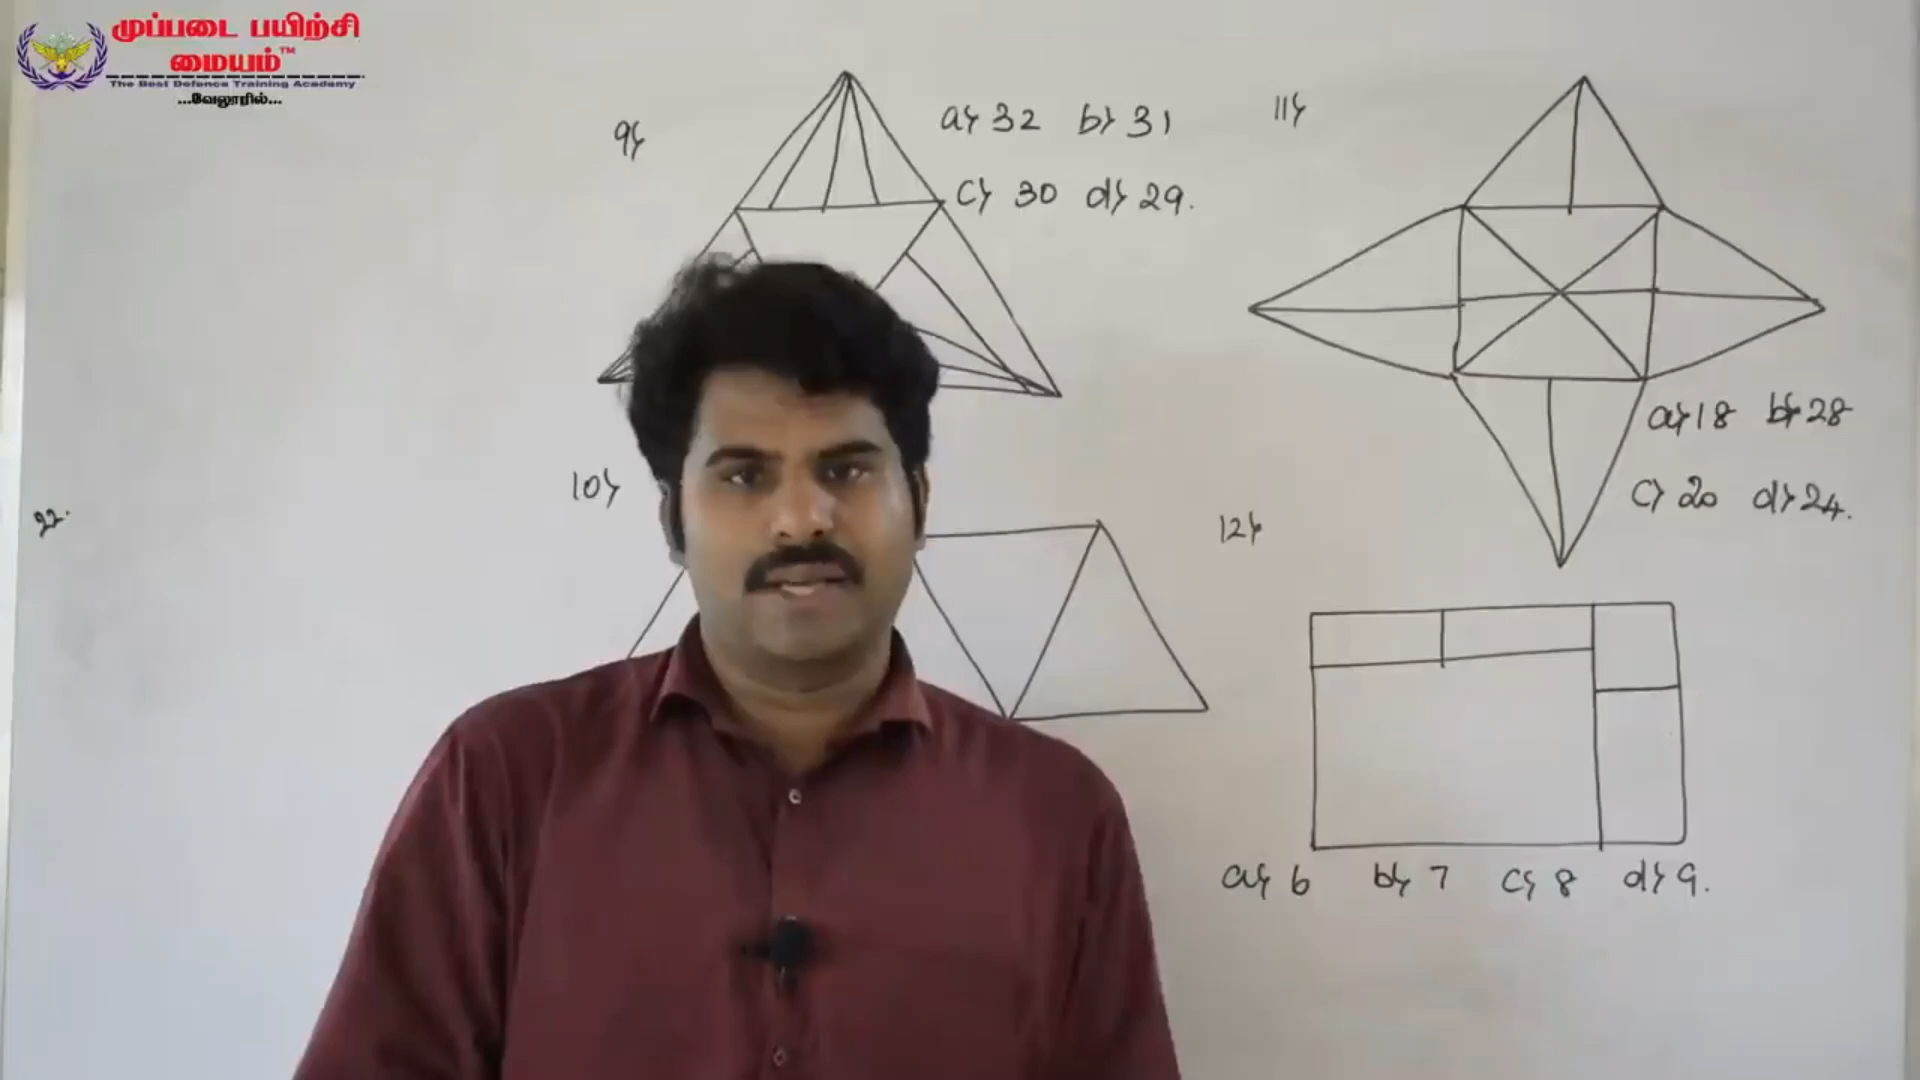 முப்படை பயிற்சி
மையம்™
The Best Defence Training Academy
...வேலூரில்...
9)
a) 32 b) 31
c) 30 d) 29.
11)
a) 18 b) 28
c) 20 d) 24.
10)
22.
12)
a) 6 b) 7 c) 8 d) 9.